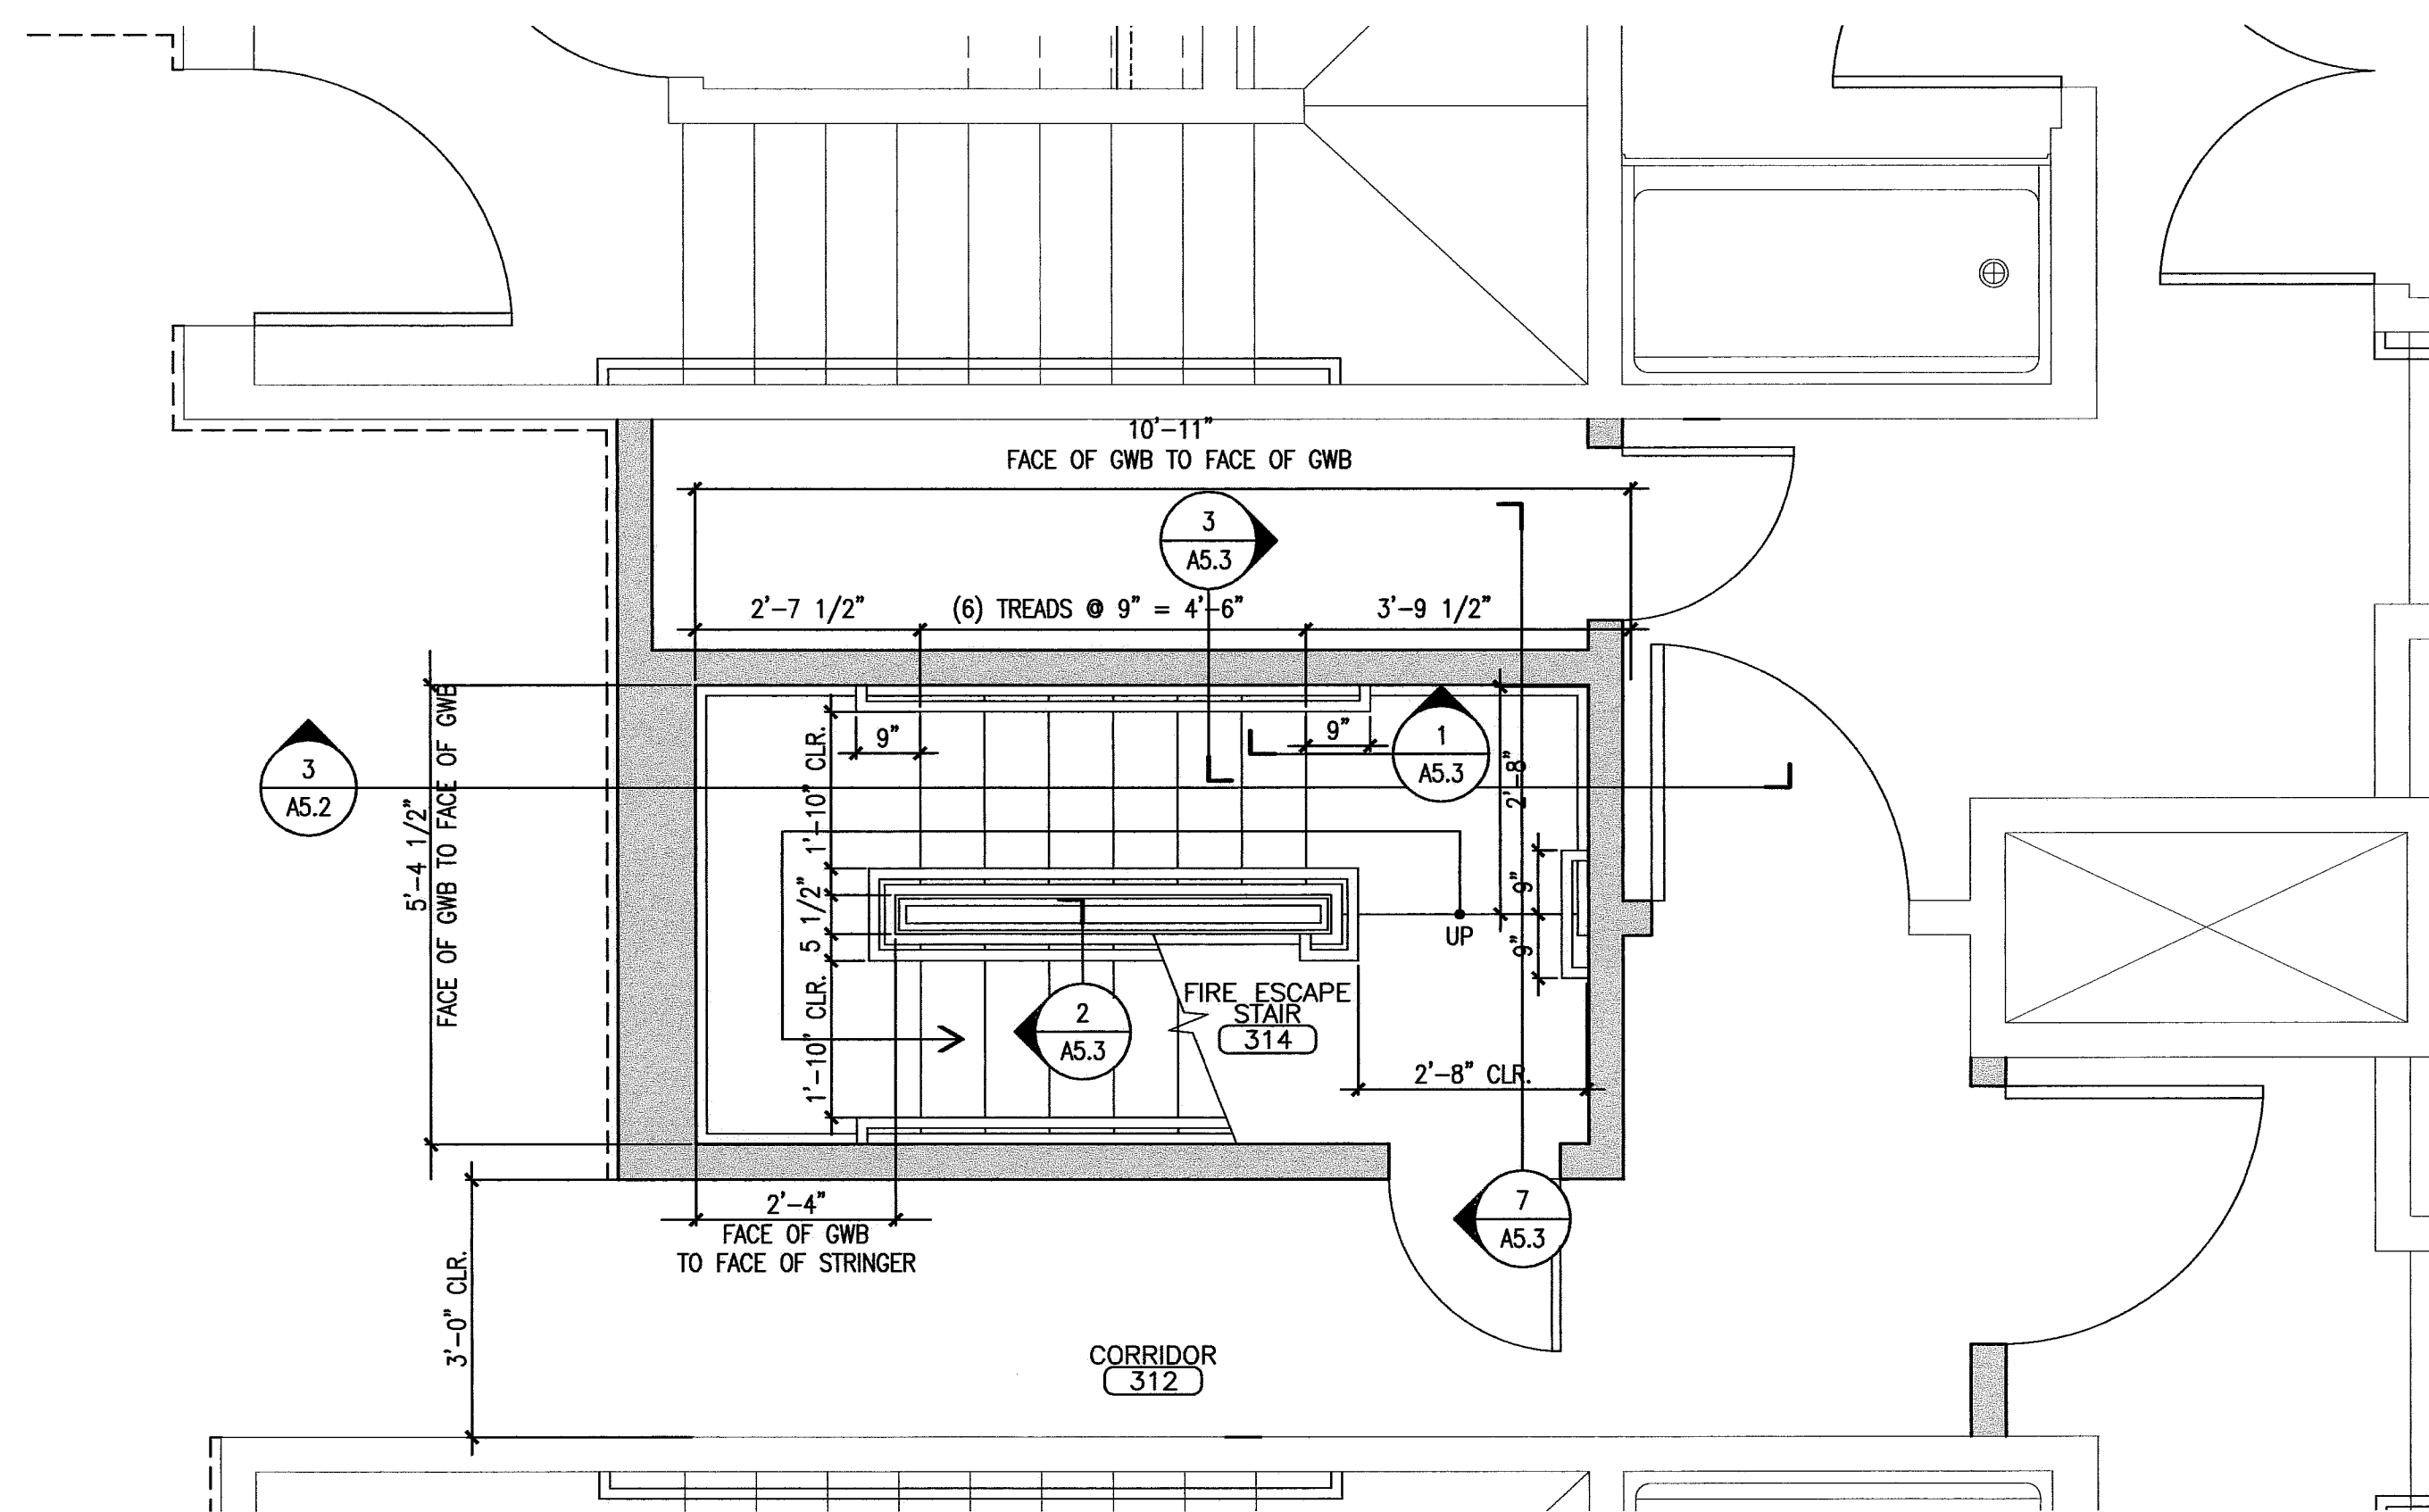 10'-11"
FACE OF GWB TO FACE OF GWB
3
A5.3
2'-7 1/2"
(6) TREADS @ 9" = 4'-6"
3'-9 1/2"
9"
9"
1
A5.3
3
A5.2
2'-8"
1'-10" CLR.
5'-4 1/2"
FACE OF GWB TO FACE OF GWB
5 1/2"
9"
9"
UP
1'-10" CLR.
FIRE ESCAPE
STAIR
314
2
A5.3
2'-8" CLR.
2'-4"
FACE OF GWB
TO FACE OF STRINGER
7
A5.3
3'-0" CLR.
CORRIDOR
312